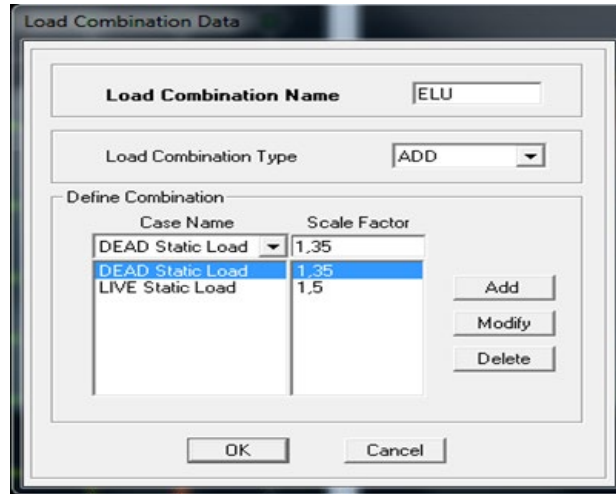 Load Combination Data
Load Combination Name ELU
Load Combination Type ADD
Define Combination
Case Name Scale Factor
DEAD Static Load 1,35
DEAD Static Load 1,35
LIVE Static Load 1,5
Add
Modify
Delete
OK Cancel